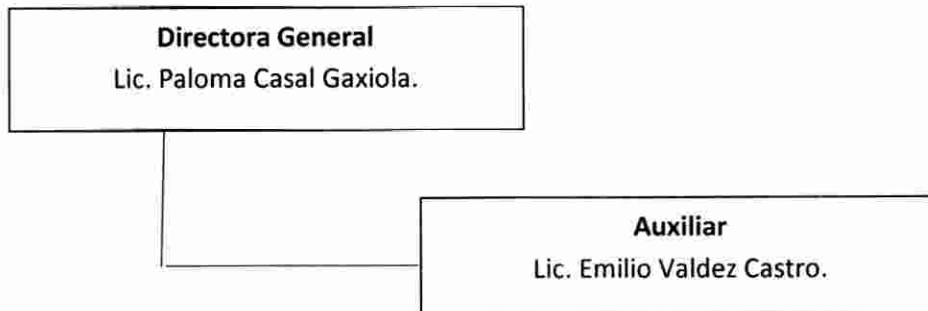 Directora General
Lic. Paloma Casal Gaxiola.
Auxiliar
Lic. Emilio Valdez Castro.